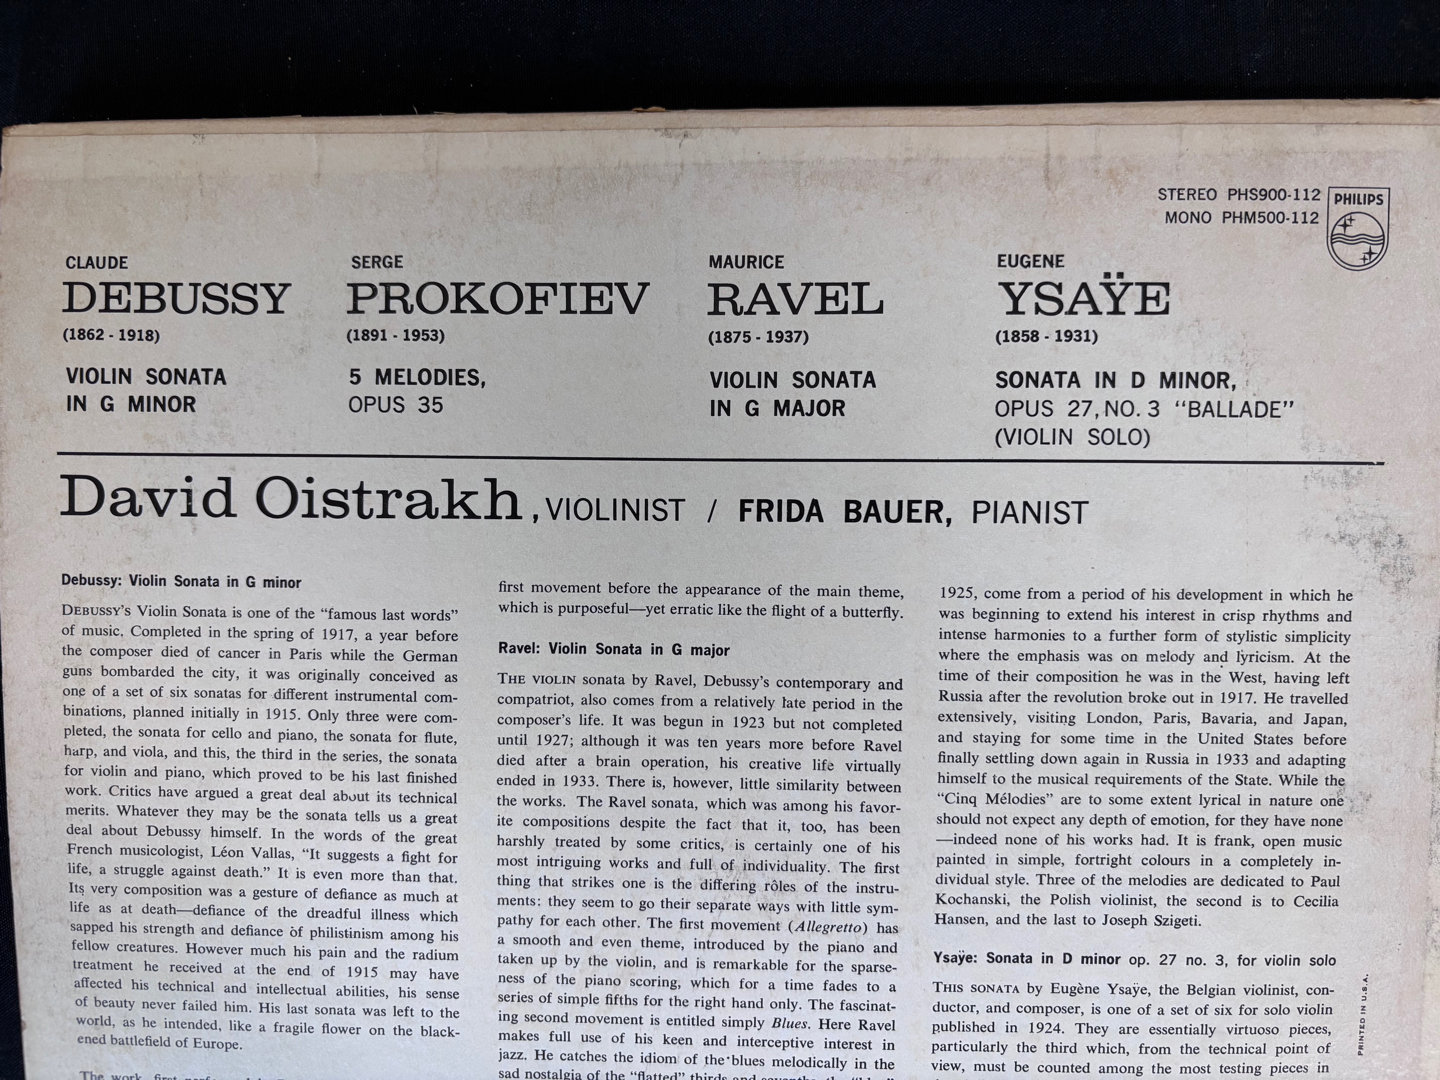 STEREO PHS900-112
MONO PHM500-112
PHILIPS
CLAUDE
DEBUSSY
(1862 - 1918)
VIOLIN SONATA
IN G MINOR
SERGE
PROKOFIEV
(1891 - 1953)
5 MELODIES,
OPUS 35
MAURICE
RAVEL
(1875 - 1937)
VIOLIN SONATA
IN G MAJOR
EUGENE
YSAŸE
(1858 - 1931)
SONATA IN D MINOR,
OPUS 27, NO. 3 “BALLADE”
(VIOLIN SOLO)
David Oistrakh, VIOLINIST / FRIDA BAUER, PIANIST
Debussy: Violin Sonata in G minor
DEBUSSY'S Violin Sonata is one of the “famous last words”
of music. Completed in the spring of 1917, a year before
the composer died of cancer in Paris while the German
guns bombarded the city, it was originally conceived as
one of a set of six sonatas for different instrumental com-
binations, planned initially in 1915. Only three were com-
pleted, the sonata for cello and piano, the sonata for flute,
harp, and viola, and this, the third in the series, the sonata
for violin and piano, which proved to be his last finished
work. Critics have argued a great deal about its technical
merits. Whatever they may be the sonata tells us a great
deal about Debussy himself. In the words of the great
French musicologist, Léon Vallas, “It suggests a fight for
life, a struggle against death.” It is even more than that.
Its very composition was a gesture of defiance as much at
life as at death—defiance of the dreadful illness which
sapped his strength and defiance of philistinism among his
fellow creatures. However much his pain and the radium
treatment he received at the end of 1915 may have
affected his technical and intellectual abilities, his sense
of beauty never failed him. His last sonata was left to the
world, as he intended, like a fragile flower on the black-
ened battlefield of Europe.
The work, first
first movement before the appearance of the main theme,
which is purposeful—yet erratic like the flight of a butterfly.
Ravel: Violin Sonata in G major
THE VIOLIN sonata by Ravel, Debussy's contemporary and
compatriot, also comes from a relatively late period in the
composer's life. It was begun in 1923 but not completed
until 1927; although it was ten years more before Ravel
died after a brain operation, his creative life virtually
ended in 1933. There is, however, little similarity between
the works. The Ravel sonata, which was among his favor-
ite compositions despite the fact that it, too, has been
harshly treated by some critics, is certainly one of his
most intriguing works and full of individuality. The first
thing that strikes one is the differing rôles of the instru-
ments: they seem to go their separate ways with little sym-
pathy for each other. The first movement (Allegretto) has
a smooth and even theme, introduced by the piano and
taken up by the violin, and is remarkable for the sparse-
ness of the piano scoring, which for a time fades to a
series of simple fifths for the right hand only. The fascinat-
ing second movement is entitled simply Blues. Here Ravel
makes full use of his keen and interceptive interest in
jazz. He catches the idiom of the blues melodically in the
sad nostalgia of the “flatted” thirds and
1925, come from a period of his development in which he
was beginning to extend his interest in crisp rhythms and
intense harmonies to a further form of stylistic simplicity
where the emphasis was on melody and lyricism. At the
time of their composition he was in the West, having left
Russia after the revolution broke out in 1917. He travelled
extensively, visiting London, Paris, Bavaria, and Japan,
and staying for some time in the United States before
finally settling down again in Russia in 1933 and adapting
himself to the musical requirements of the State. While the
“Cinq Mélodies” are to some extent lyrical in nature one
should not expect any depth of emotion, for they have none
—indeed none of his works had. It is frank, open music
painted in simple, fortright colours in a completely in-
dividual style. Three of the melodies are dedicated to Paul
Kochanski, the Polish violinist, the second is to Cecilia
Hansen, and the last to Joseph Szigeti.
Ysaÿe: Sonata in D minor op. 27 no. 3, for violin solo
THIS SONATA by Eugène Ysaÿe, the Belgian violinist, con-
ductor, and composer, is one of a set of six for solo violin
published in 1924. They are essentially virtuoso pieces,
particularly the third which, from the technical point of
view, must be counted among the most testing pieces in
PRINTED IN U.S.A.